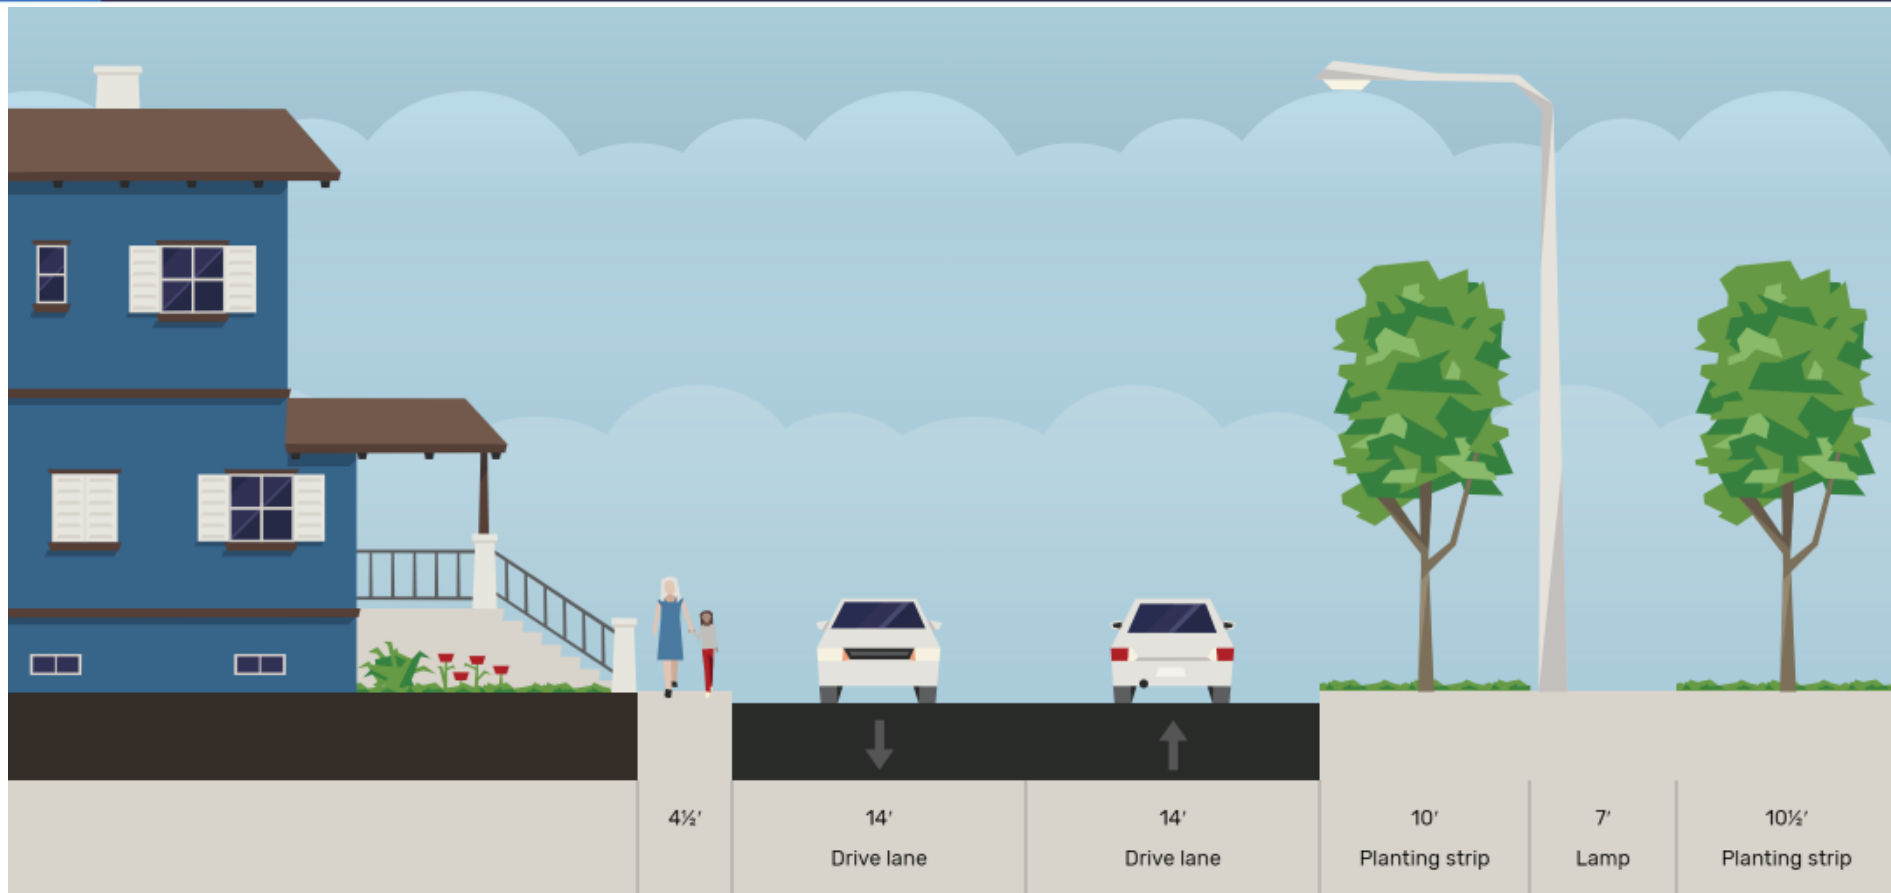 4½′
14′
Drive lane
14′
Drive lane
10′
Planting strip
7′
Lamp
10½′
Planting strip